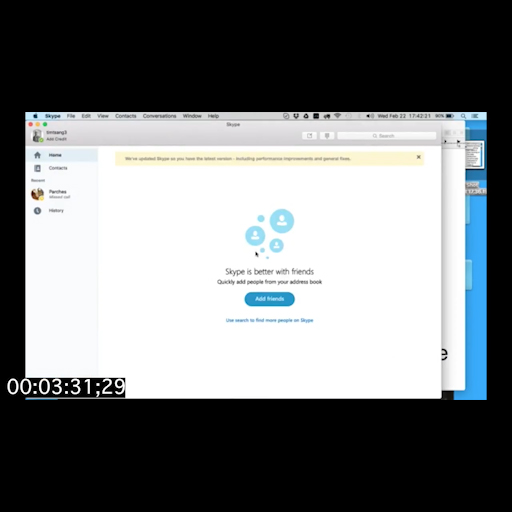 Skype File Edit View Contacts Conversations Window Help Wed Feb 22 17:42:21 90%
Skype
timtsang3
Add Credit
Search
Home
Contacts
Recent
Perches
Missed call
History
We've updated Skype so you have the latest version - including performance improvements and general fixes.
Skype is better with friends
Quickly add people from your address book
Add friends
Use search to find more people on Skype
e
00:03:31;29